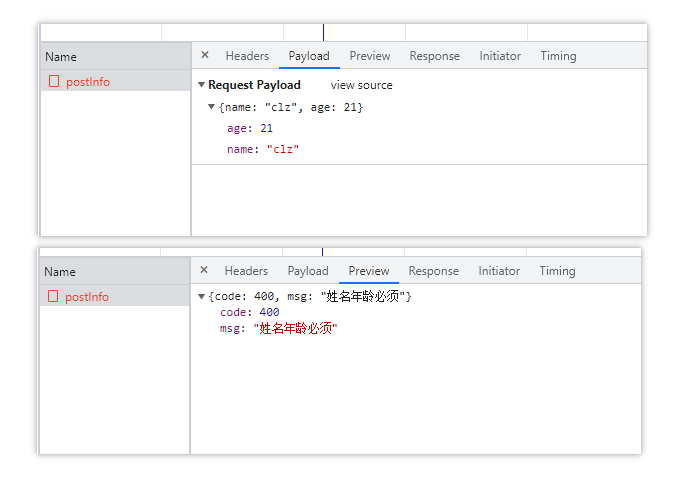 Name
× Headers Payload Preview Response Initiator Timing
postInfo
▼ Request Payload view source
▼ {name: "clz", age: 21}
age: 21
name: "clz"
Name
× Headers Payload Preview Response Initiator Timing
postInfo
▼ {code: 400, msg: "姓名年龄必须"}
code: 400
msg: "姓名年龄必须"